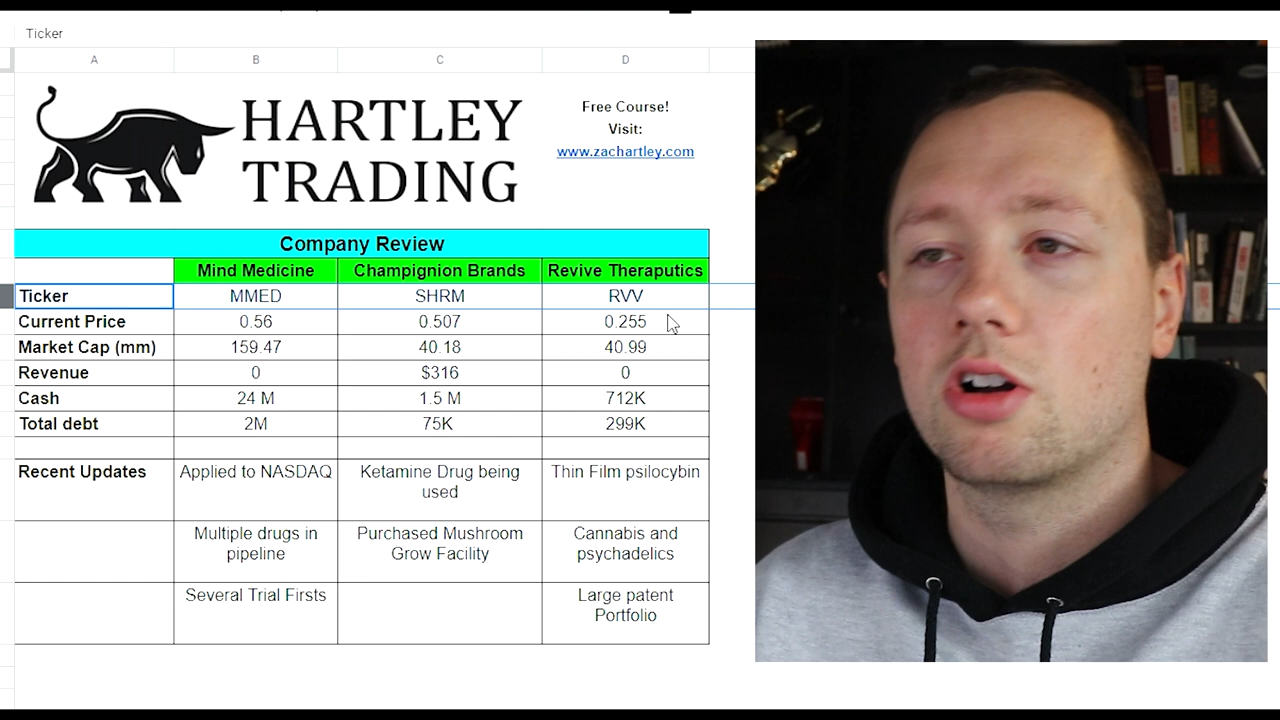 Ticker
A B C D
HARTLEY
TRADING
Free Course!
Visit:
www.zachartley.com
Company Review
Mind Medicine Champignion Brands Revive Theraputics
Ticker MMED SHRM RVV
Current Price 0.56 0.507 0.255
Market Cap (mm) 159.47 40.18 40.99
Revenue 0 $316 0
Cash 24 M 1.5 M 712K
Total debt 2M 75K 299K
Recent Updates Applied to NASDAQ Ketamine Drug being Thin Film psilocybin
used
Multiple drugs in Purchased Mushroom Cannabis and
pipeline Grow Facility psychadelics
Several Trial Firsts Large patent
Portfolio